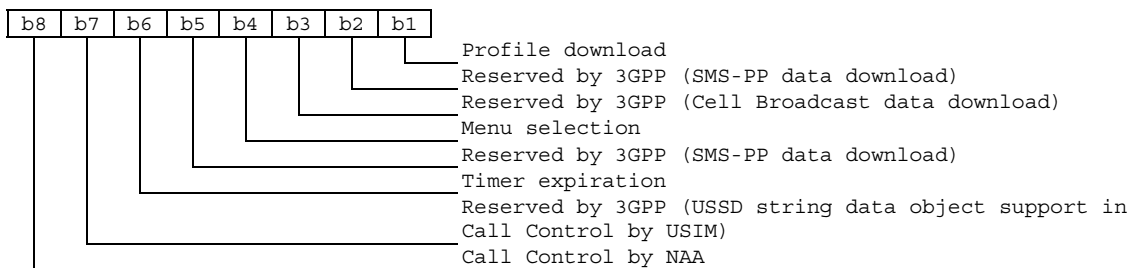 b8 b7 b6 b5 b4 b3 b2 b1
Profile download
Reserved by 3GPP (SMS-PP data download)
Reserved by 3GPP (Cell Broadcast data download)
Menu selection
Reserved by 3GPP (SMS-PP data download)
Timer expiration
Reserved by 3GPP (USSD string data object support in
Call Control by USIM)
Call Control by NAA